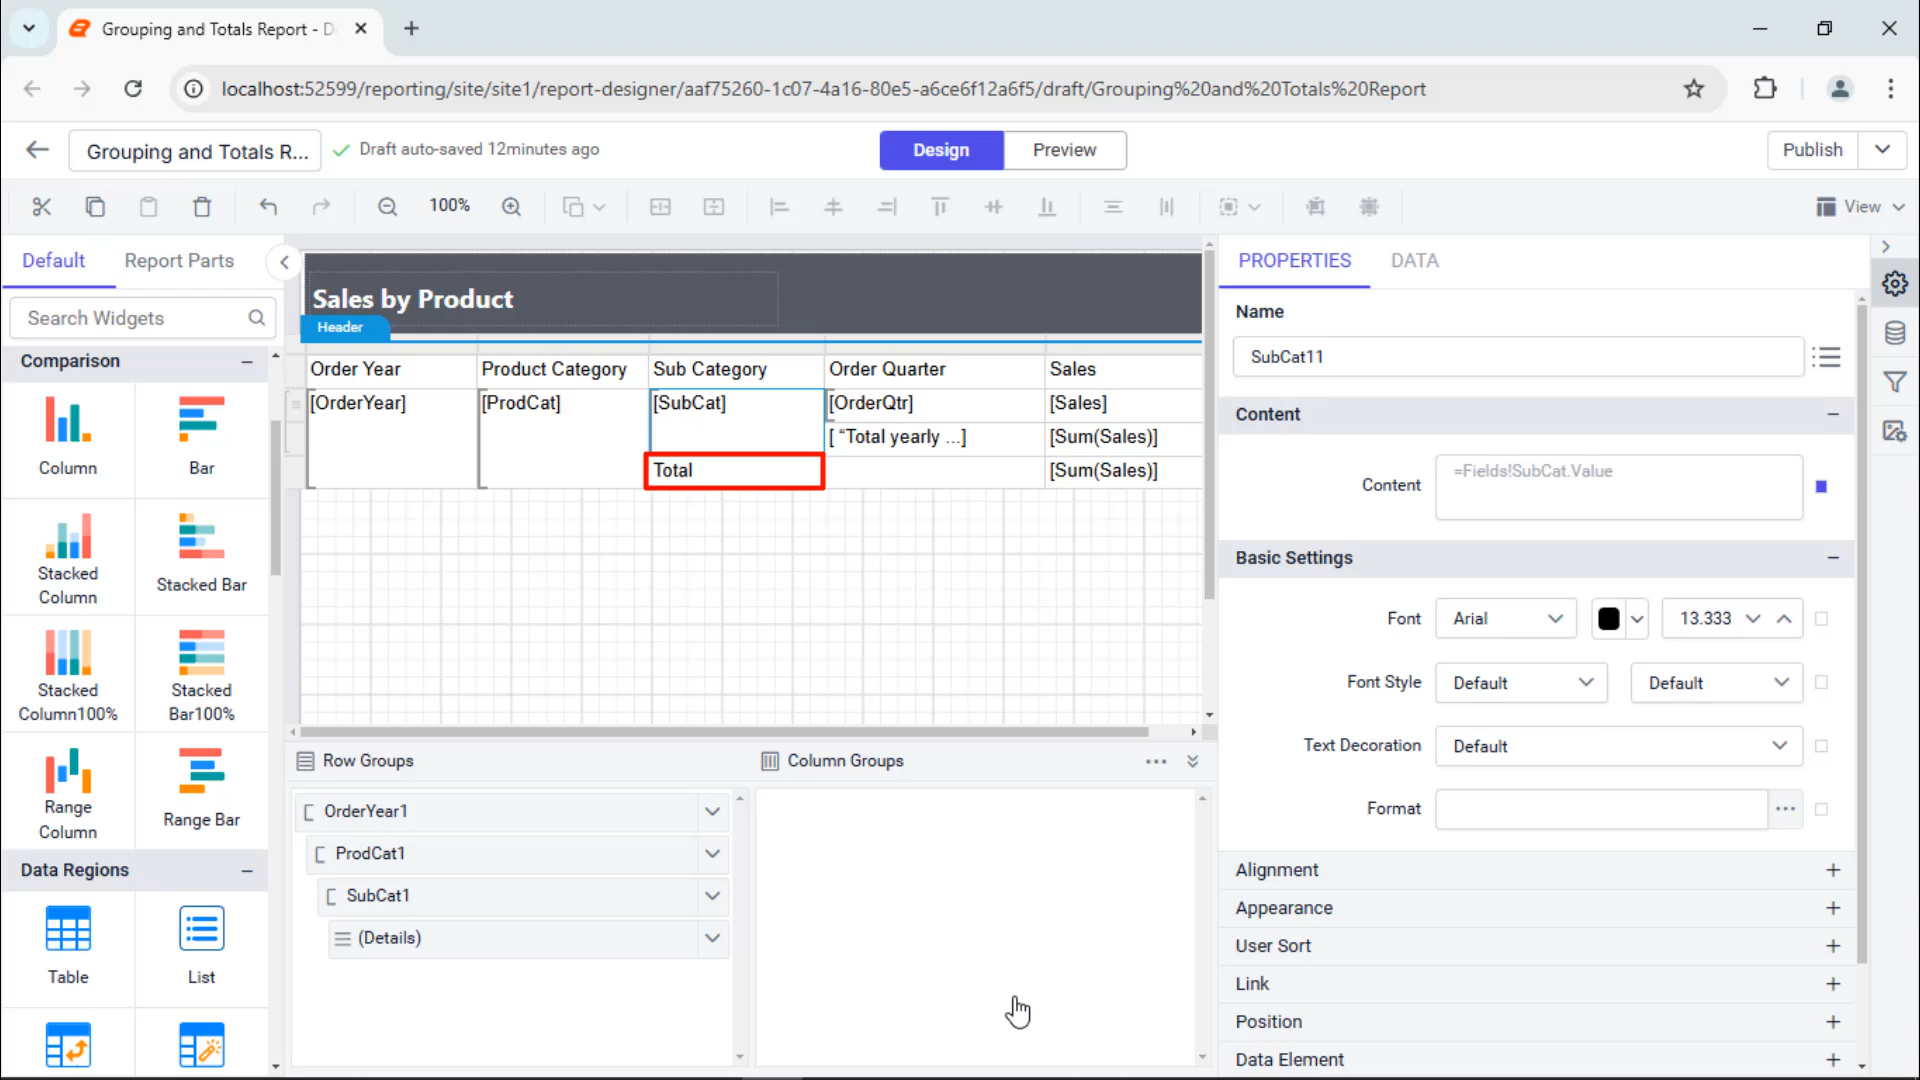 Grouping and Totals Report - D
localhost:52599/reporting/site/site1/report-designer/aaf75260-1c07-4a16-80e5-a6ce6f12a6f5/draft/Grouping%20and%20Totals%20Report
Grouping and Totals R...
Draft auto-saved 12minutes ago
Design
Preview
Publish
100%
View
Default
Report Parts
Search Widgets
Comparison
Column
Bar
Stacked
Column
Stacked Bar
Stacked
Column100%
Stacked
Bar100%
Range
Column
Range Bar
Data Regions
Table
List
Sales by Product
Header
Order Year
Product Category
Sub Category
Order Quarter
Sales
[OrderYear]
[ProdCat]
[SubCat]
[OrderQtr]
[Sales]
[ “Total yearly ...]
[Sum(Sales)]
Total
[Sum(Sales)]
Row Groups
Column Groups
OrderYear1
ProdCat1
SubCat1
(Details)
PROPERTIES
DATA
Name
SubCat11
Content
Content
=Fields!SubCat.Value
Basic Settings
Font
Arial
13.333
Font Style
Default
Default
Text Decoration
Default
Format
Alignment
Appearance
User Sort
Link
Position
Data Element